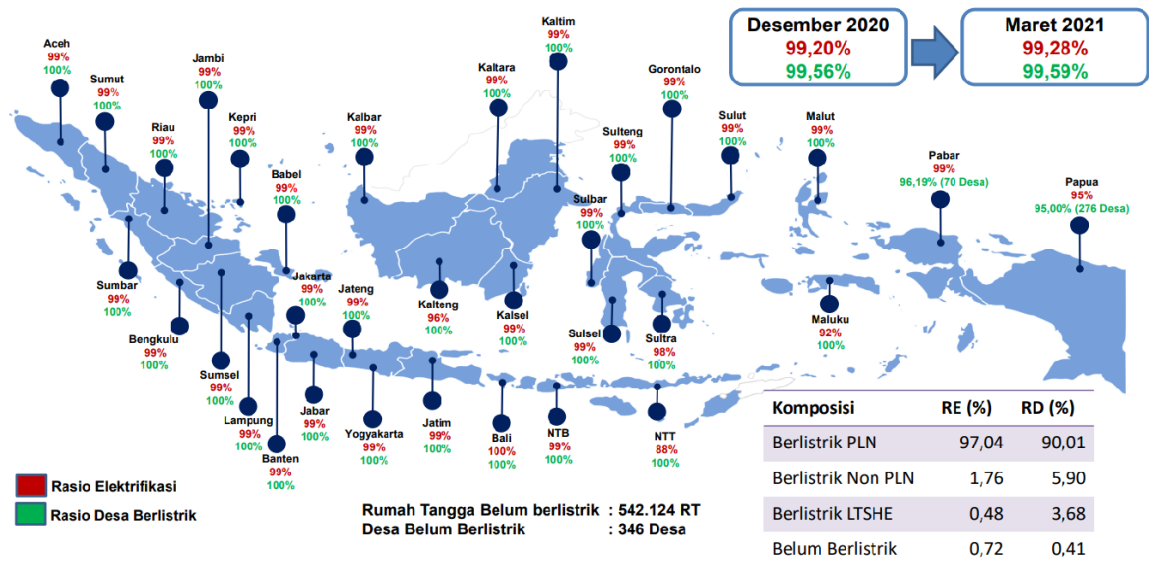 Desember 2020
99,20%
99,56%
Maret 2021
99,28%
99,59%
Aceh
99%
100%
Sumut
99%
100%
Riau
99%
100%
Jambi
99%
100%
Kepri
99%
100%
Babel
99%
100%
Kalbar
99%
100%
Kaltara
99%
100%
Kaltim
99%
100%
Sulbar
99%
100%
Sulteng
99%
100%
Gorontalo
99%
100%
Sulut
99%
100%
Malut
99%
100%
Pabar
99%
96,19% (70 Desa)
Papua
95%
95,00% (276 Desa)
Sumbar
99%
100%
Bengkulu
99%
100%
Sumsel
99%
100%
Lampung
99%
100%
Banten
99%
100%
Jakarta
99%
100%
Jabar
99%
100%
Jateng
99%
100%
Yogyakarta
99%
100%
Jatim
99%
100%
Bali
100%
100%
NTB
99%
100%
NTT
88%
100%
Kalteng
96%
100%
Kalsel
99%
100%
Sulsel
99%
100%
Sultra
98%
100%
Maluku
92%
100%
Rasio Elektrifikasi
Rasio Desa Berlistrik
Rumah Tangga Belum berlistrik : 542.124 RT
Desa Belum Berlistrik : 346 Desa
Komposisi RE (%) RD (%)
Berlistrik PLN 97,04 90,01
Berlistrik Non PLN 1,76 5,90
Berlistrik LTSHE 0,48 3,68
Belum Berlistrik 0,72 0,41